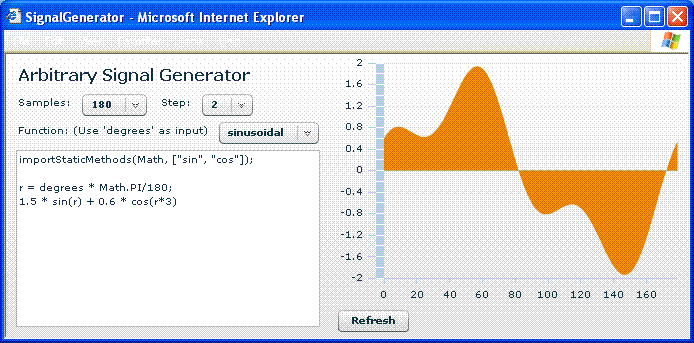 SignalGenerator - Microsoft Internet Explorer
Arbitrary Signal Generator
Samples: 180 Step: 2
Function: (Use 'degrees' as input) sinusoidal
importStaticMethods(Math, ["sin", "cos"]);
r = degrees * Math.PI/180;
1.5 * sin(r) + 0.6 * cos(r*3)
2
1.6
1.2
0.8
0.4
0
-0.4
-0.8
-1.2
-1.6
-2
0 20 40 60 80 100 120 140 160
Refresh